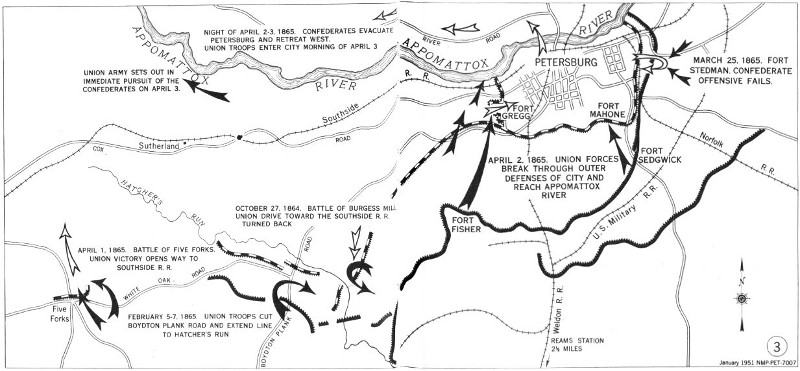 NIGHT OF APRIL 2-3, 1865. CONFEDERATES EVACUATE
PETERSBURG AND RETREAT WEST.
UNION TROOPS ENTER CITY MORNING OF APRIL 3
APPOMATTOX
RIVER
UNION ARMY SETS OUT IN
IMMEDIATE PURSUIT OF THE
CONFEDERATES ON APRIL 3.
Southside
R. R.
COX
ROAD
Sutherland
HATCHER'S RUN
OCTOBER 27, 1864. BATTLE OF BURGESS MILL
UNION DRIVE TOWARD THE SOUTHSIDE R. R.
TURNED BACK
APRIL 1, 1865. BATTLE OF FIVE FORKS.
UNION VICTORY OPENS WAY TO
SOUTHSIDE R. R.
WHITE OAK ROAD
Five
Forks
FEBRUARY 5-7, 1865. UNION TROOPS CUT
BOYDTON PLANK ROAD AND EXTEND LINE
TO HATCHER'S RUN
BOYDTON PLANK
ROAD
RIVER ROAD
APPOMATTOX
RIVER
R. R.
PETERSBURG
MARCH 25, 1865. FORT
STEDMAN. CONFEDERATE
OFFENSIVE FAILS.
FORT
GREGG
FORT
MAHONE
FORT
SEDGWICK
Norfolk
R. R.
APRIL 2, 1865. UNION FORCES
BREAK THROUGH OUTER
DEFENSES OF CITY AND
REACH APPOMATTOX
RIVER
FORT
FISHER
U.S. Military R. R.
Weldon R. R.
REAMS STATION
2½ MILES
N
3
January 1951 NMP-PET-7007